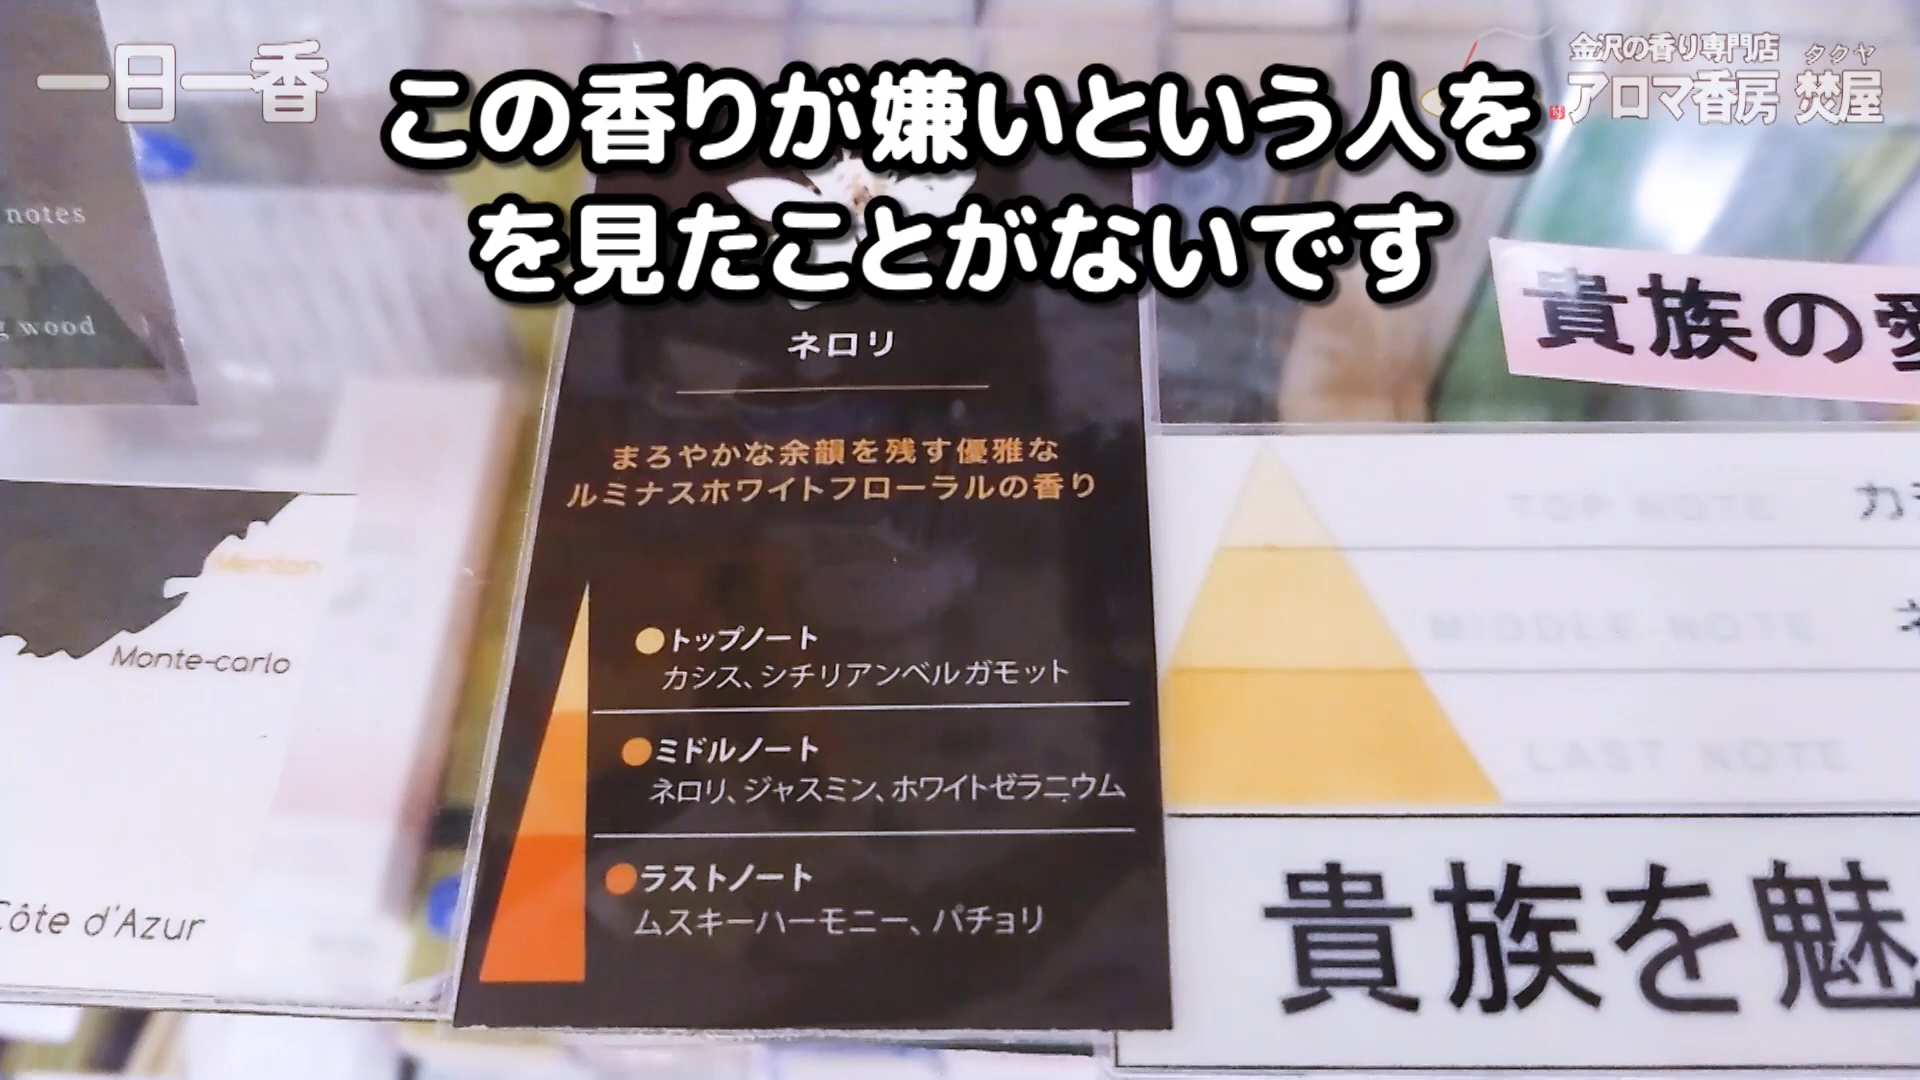 一日一香
金沢の香り専門店
タクヤ
アロマ香房 焚屋
この香りが嫌いという人を
を見たことがないです
notes
g wood
Menton
Monte-carlo
Côte d'Azur
ネロリ
まろやかな余韻を残す優雅な
ルミナスホワイトフローラルの香り
トップノート
カシス、シチリアンベルガモット
ミドルノート
ネロリ、ジャスミン、ホワイトゼラニウム
ラストノート
ムスキーハーモニー、パチョリ
貴族の愛
TOP NOTE カ
MIDDLE NOTE ネ
LAST NOTE
貴族を魅